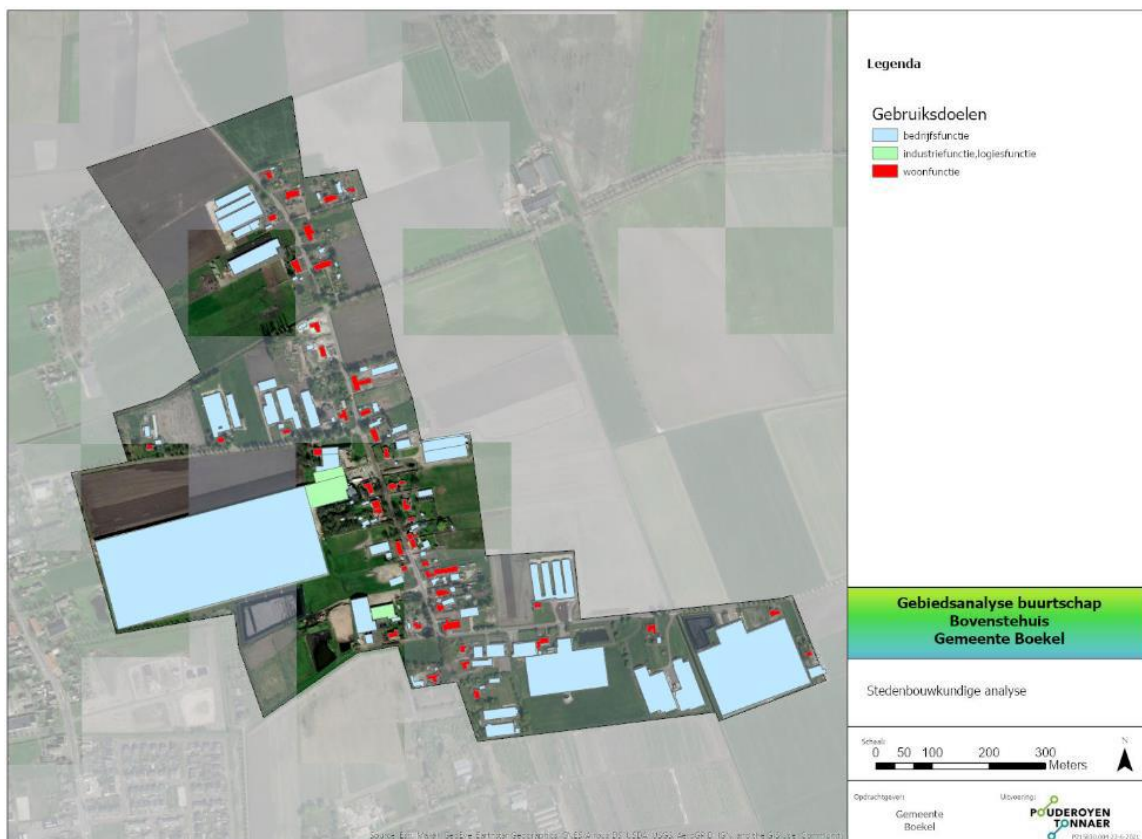 Legenda
Gebruiksdoelen
bedrijfsfunctie
industriefunctie,logiesfunctie
woonfunctie
Gebiedsanalyse buurtschap
Bovenstehuis
Gemeente Boekel
Stedenbouwkundige analyse
Schaal:
0 50 100 200 300
Meters
N
Opdrachtgever:
Gemeente
Boekel
Uitvoering:
POUDEROYEN
TONNAER